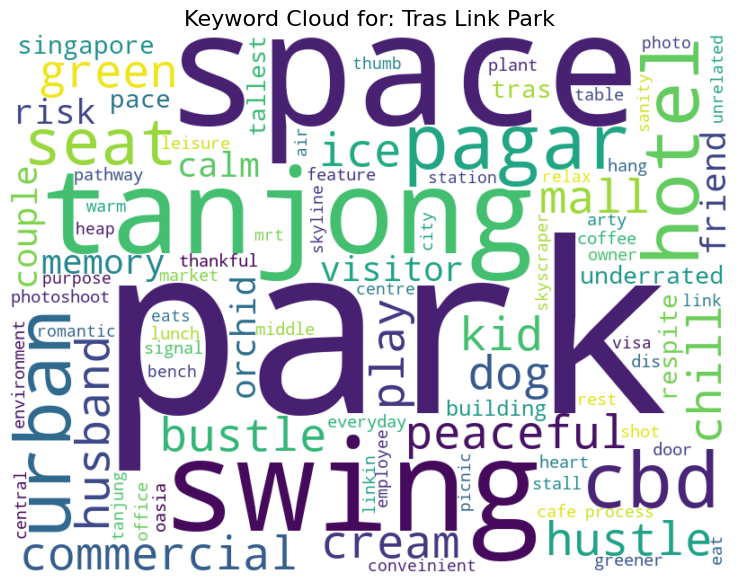 Keyword Cloud for: Tras Link Park
singapore
space
thumb
plant
photo
green
tallest
tras
table
unrelated
risk
pace
sanity
hotel
seat
leisure
air
ice
pagar
calm
feature
station
hang
friend
couple
pathway
tanjong
relax
mall
warm
skyline
city
arty
heap
mrt
skyscraper
coffee
owner
memory
thankful
visitor
underrated
purpose
market
centre
photoshoot
park
orchid
link
romantic
eats
lunch
middle
play
kid
respite
chill
environment
urban
husband
signal
visa
dis
bench
dog
rest
building
bustle
everyday
peaceful
shot
swing
employee
linkin
picnic
heart
door
central
tanjung
office
oasia
stall
cbd
cafe process
commercial
cream
hustle
conveinient
greener
eat